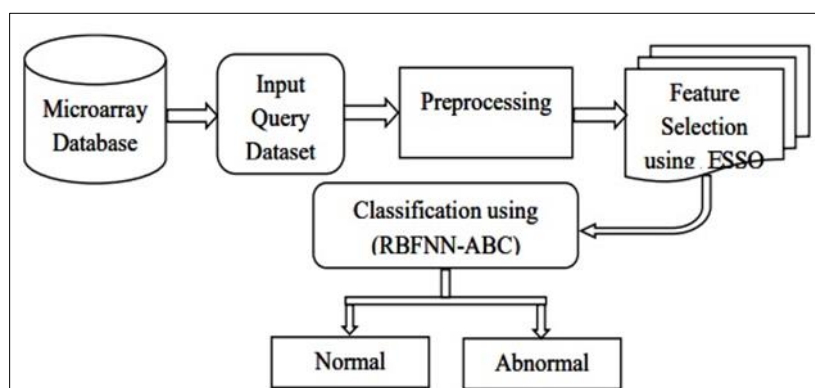 Microarray
Database
Input
Query
Dataset
Preprocessing
Feature
Selection
using. ESSO
Classification using
(RBFNN-ABC)
Normal
Abnormal